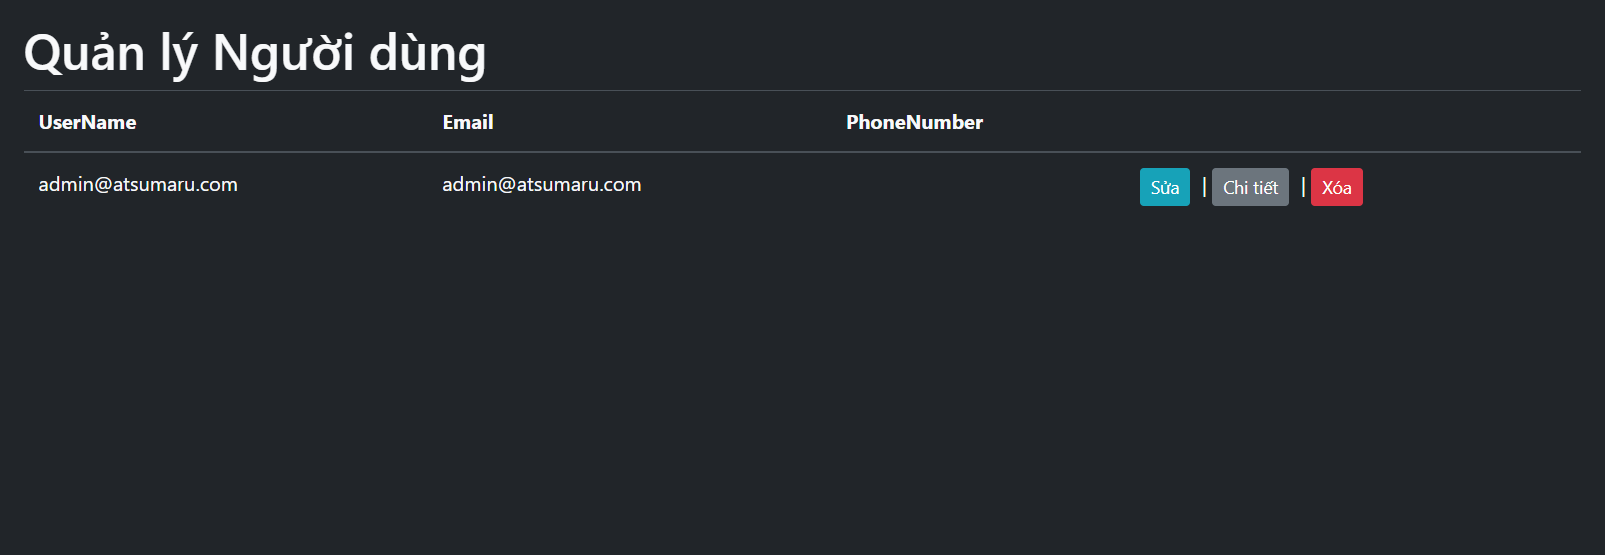 Quản lý Người dùng
UserName Email PhoneNumber
admin@atsumaru.com admin@atsumaru.com Sửa | Chi tiết | Xóa